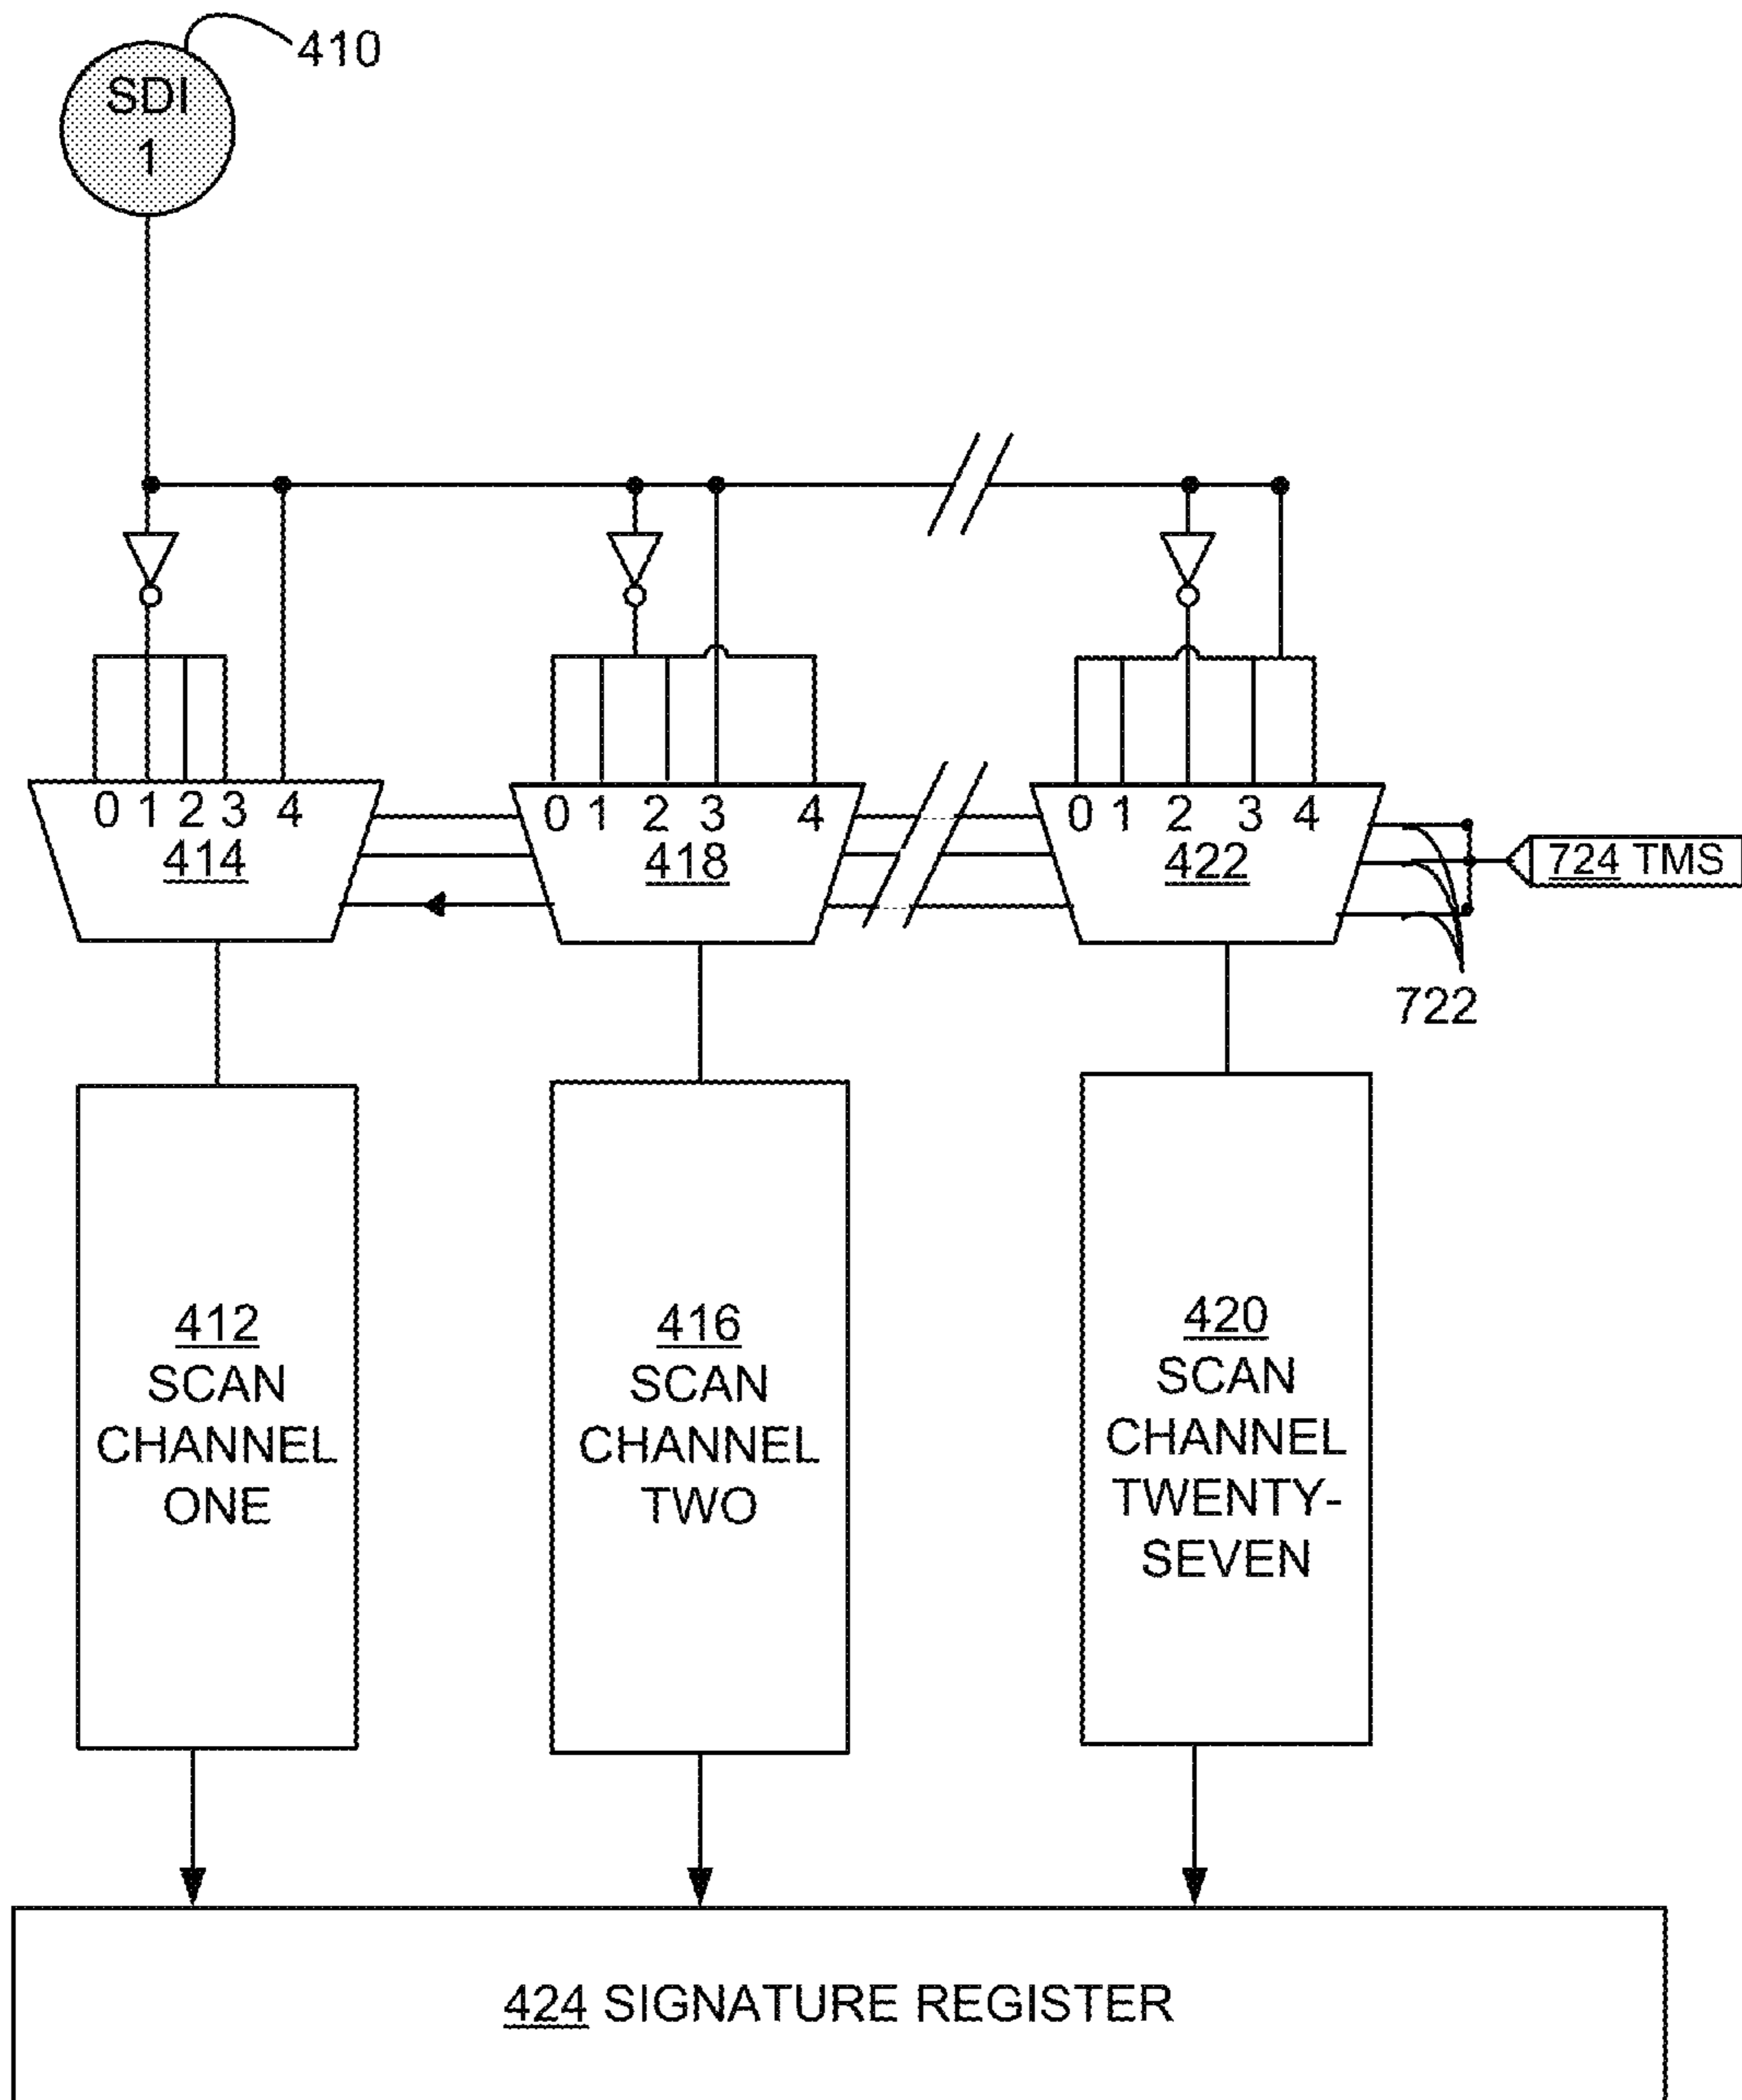 410
SDI
1
0 1 2 3 4
414
0 1 2 3 4
418
0 1 2 3 4
422
724 TMS
722
412
SCAN
CHANNEL
ONE
416
SCAN
CHANNEL
TWO
420
SCAN
CHANNEL
TWENTY-
SEVEN
424 SIGNATURE REGISTER